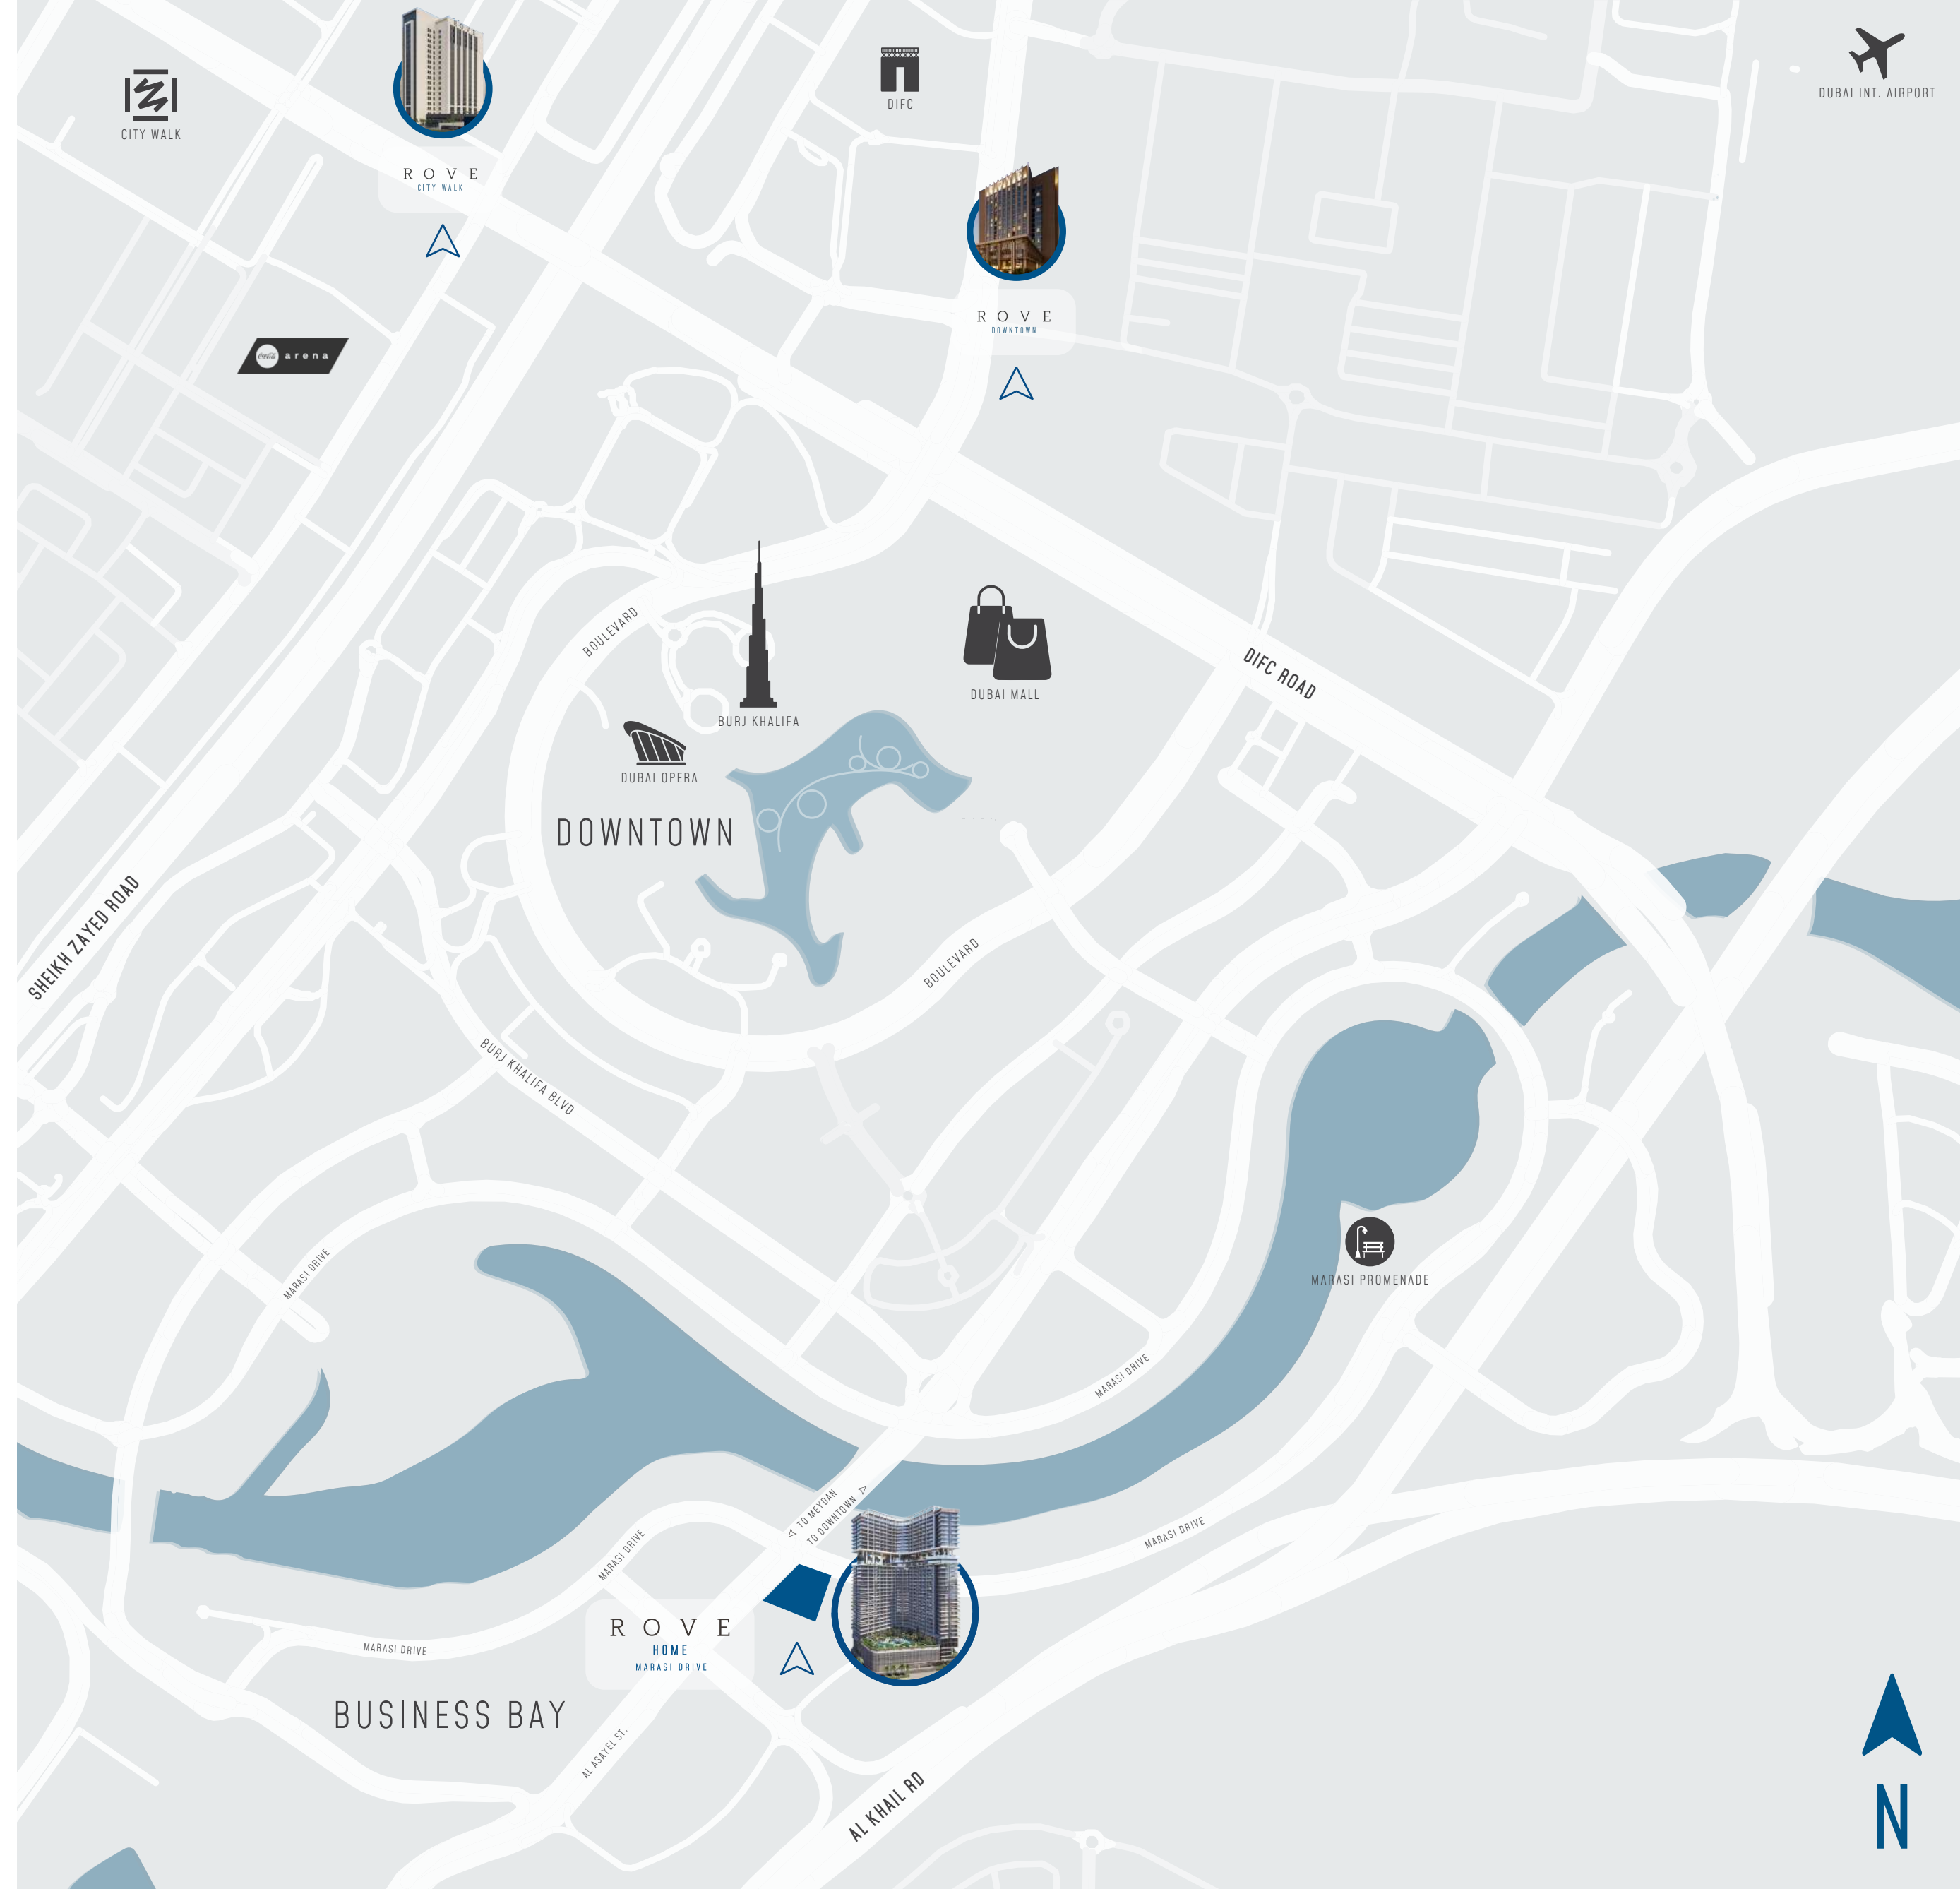 DUBAI INT. AIRPORT
DIFC
CITY WALK
ROVE
CITY WALK
ROVE
DOWNTOWN
Coca-Cola arena
BOULEVARD
DIFC ROAD
DUBAI MALL
BURJ KHALIFA
DUBAI OPERA
DOWNTOWN
SHEIKH ZAYED ROAD
BOULEVARD
BURJ KHALIFA BLVD
MARASI DRIVE
MARASI PROMENADE
MARASI DRIVE
TO MEYDAN
TO DOWNTOWN
MARASI DRIVE
MARASI DRIVE
ROVE
HOME
MARASI DRIVE
MARASI DRIVE
BUSINESS BAY
AL ASAYEL ST.
AL KHAIL RD
N